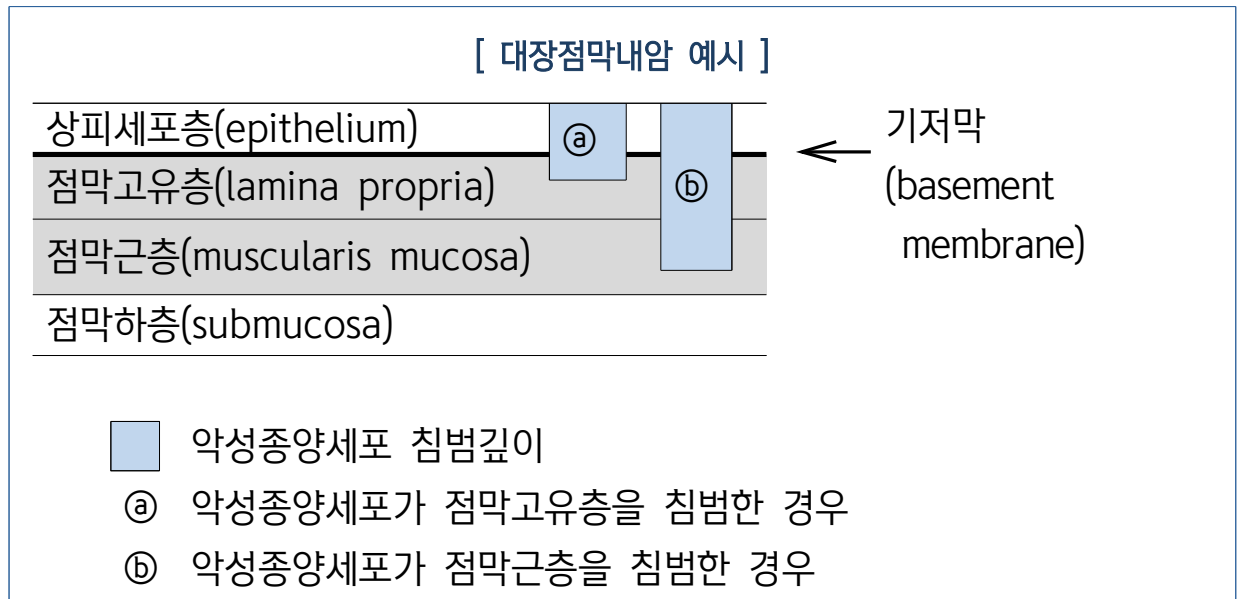 [ 대장점막내암 예시 ]
상피세포층(epithelium)
ⓐ
기저막
(basement
membrane)
점막고유층(lamina propria)
ⓑ
점막근층(muscularis mucosa)
점막하층(submucosa)
악성종양세포 침범깊이
ⓐ 악성종양세포가 점막고유층을 침범한 경우
ⓑ 악성종양세포가 점막근층을 침범한 경우